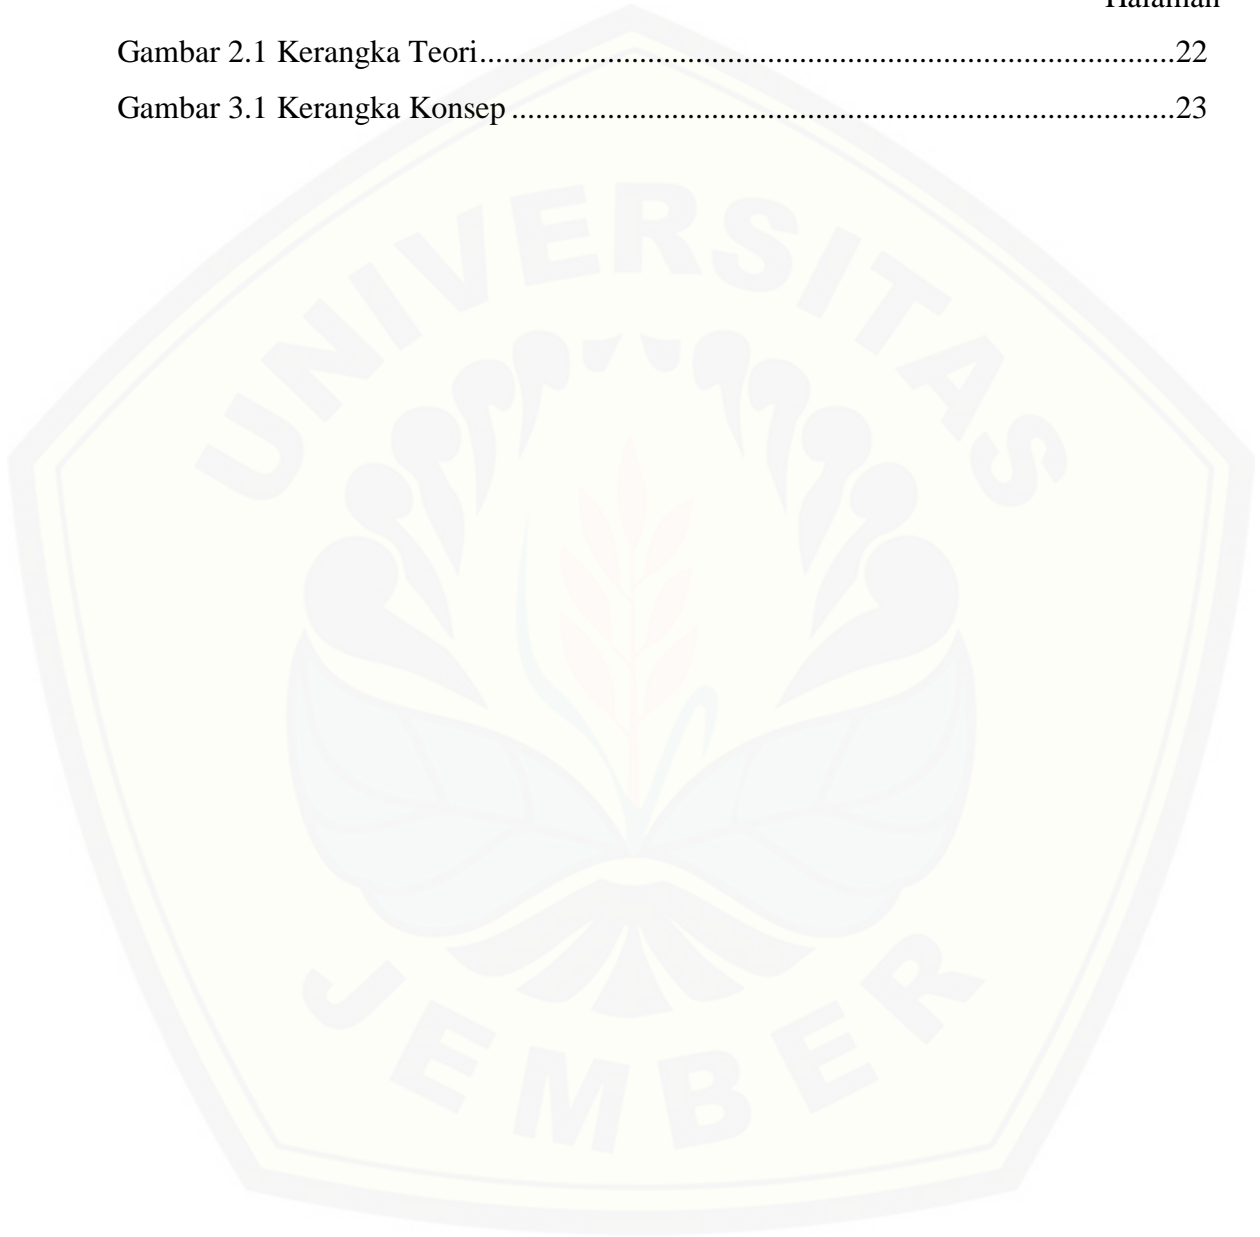 Halaman
Gambar 2.1 Kerangka Teori.......................................................................................22
Gambar 3.1 Kerangka Konsep...................................................................................23
UNIVERSITAS
JEMBER